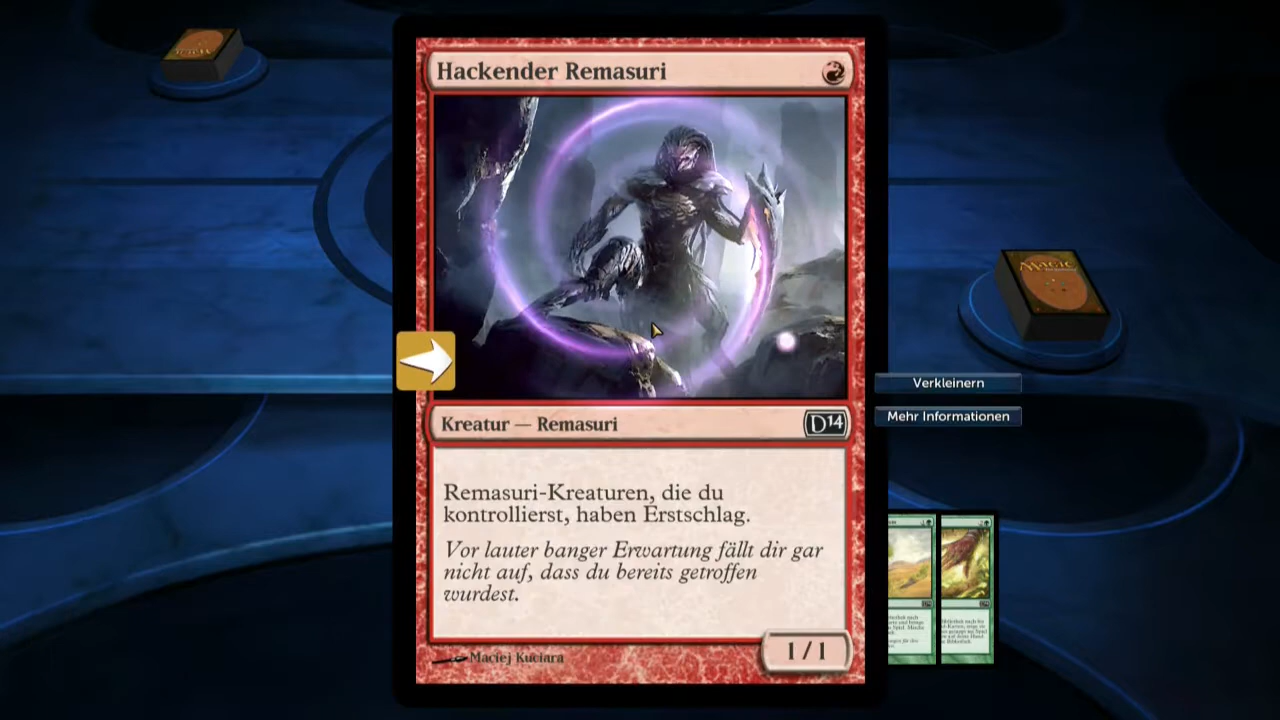 Hackender Remasuri
Kreatur — Remasuri
D14
Remasuri-Kreaturen, die du
kontrollierst, haben Erstschlag.
Vor lauter banger Erwartung fällt dir gar
nicht auf, dass du bereits getroffen
wurdest.
1/1
Maciej Kuciara
Magic
Verkleinern
Mehr Informationen